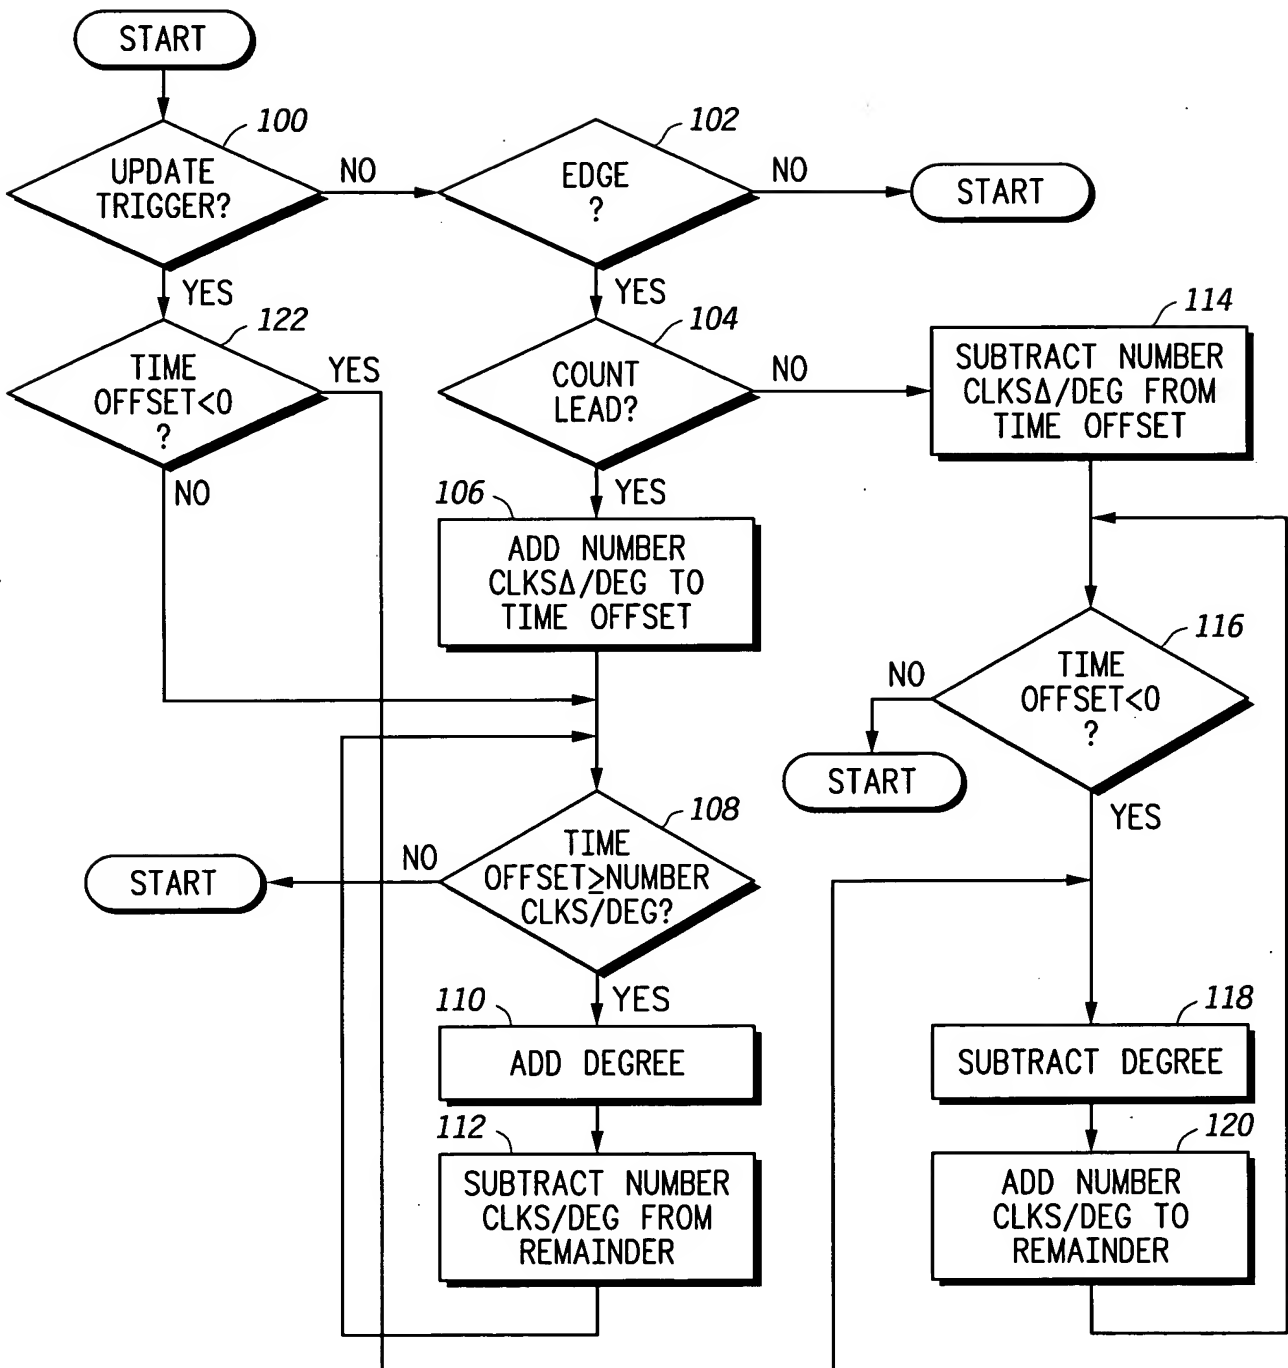 START
100
UPDATE
TRIGGER?
NO
102
EDGE
?
NO
START
YES
YES
122
TIME
OFFSET<0
?
YES
NO
104
COUNT
LEAD?
NO
114
SUBTRACT NUMBER
CLKSΔ/DEG FROM
TIME OFFSET
YES
106
ADD NUMBER
CLKSΔ/DEG TO
TIME OFFSET
116
TIME
OFFSET<0
?
NO
START
YES
108
TIME
OFFSET≥NUMBER
CLKS/DEG?
NO
START
YES
110
ADD DEGREE
118
SUBTRACT DEGREE
112
SUBTRACT NUMBER
CLKS/DEG FROM
REMAINDER
120
ADD NUMBER
CLKS/DEG TO
REMAINDER